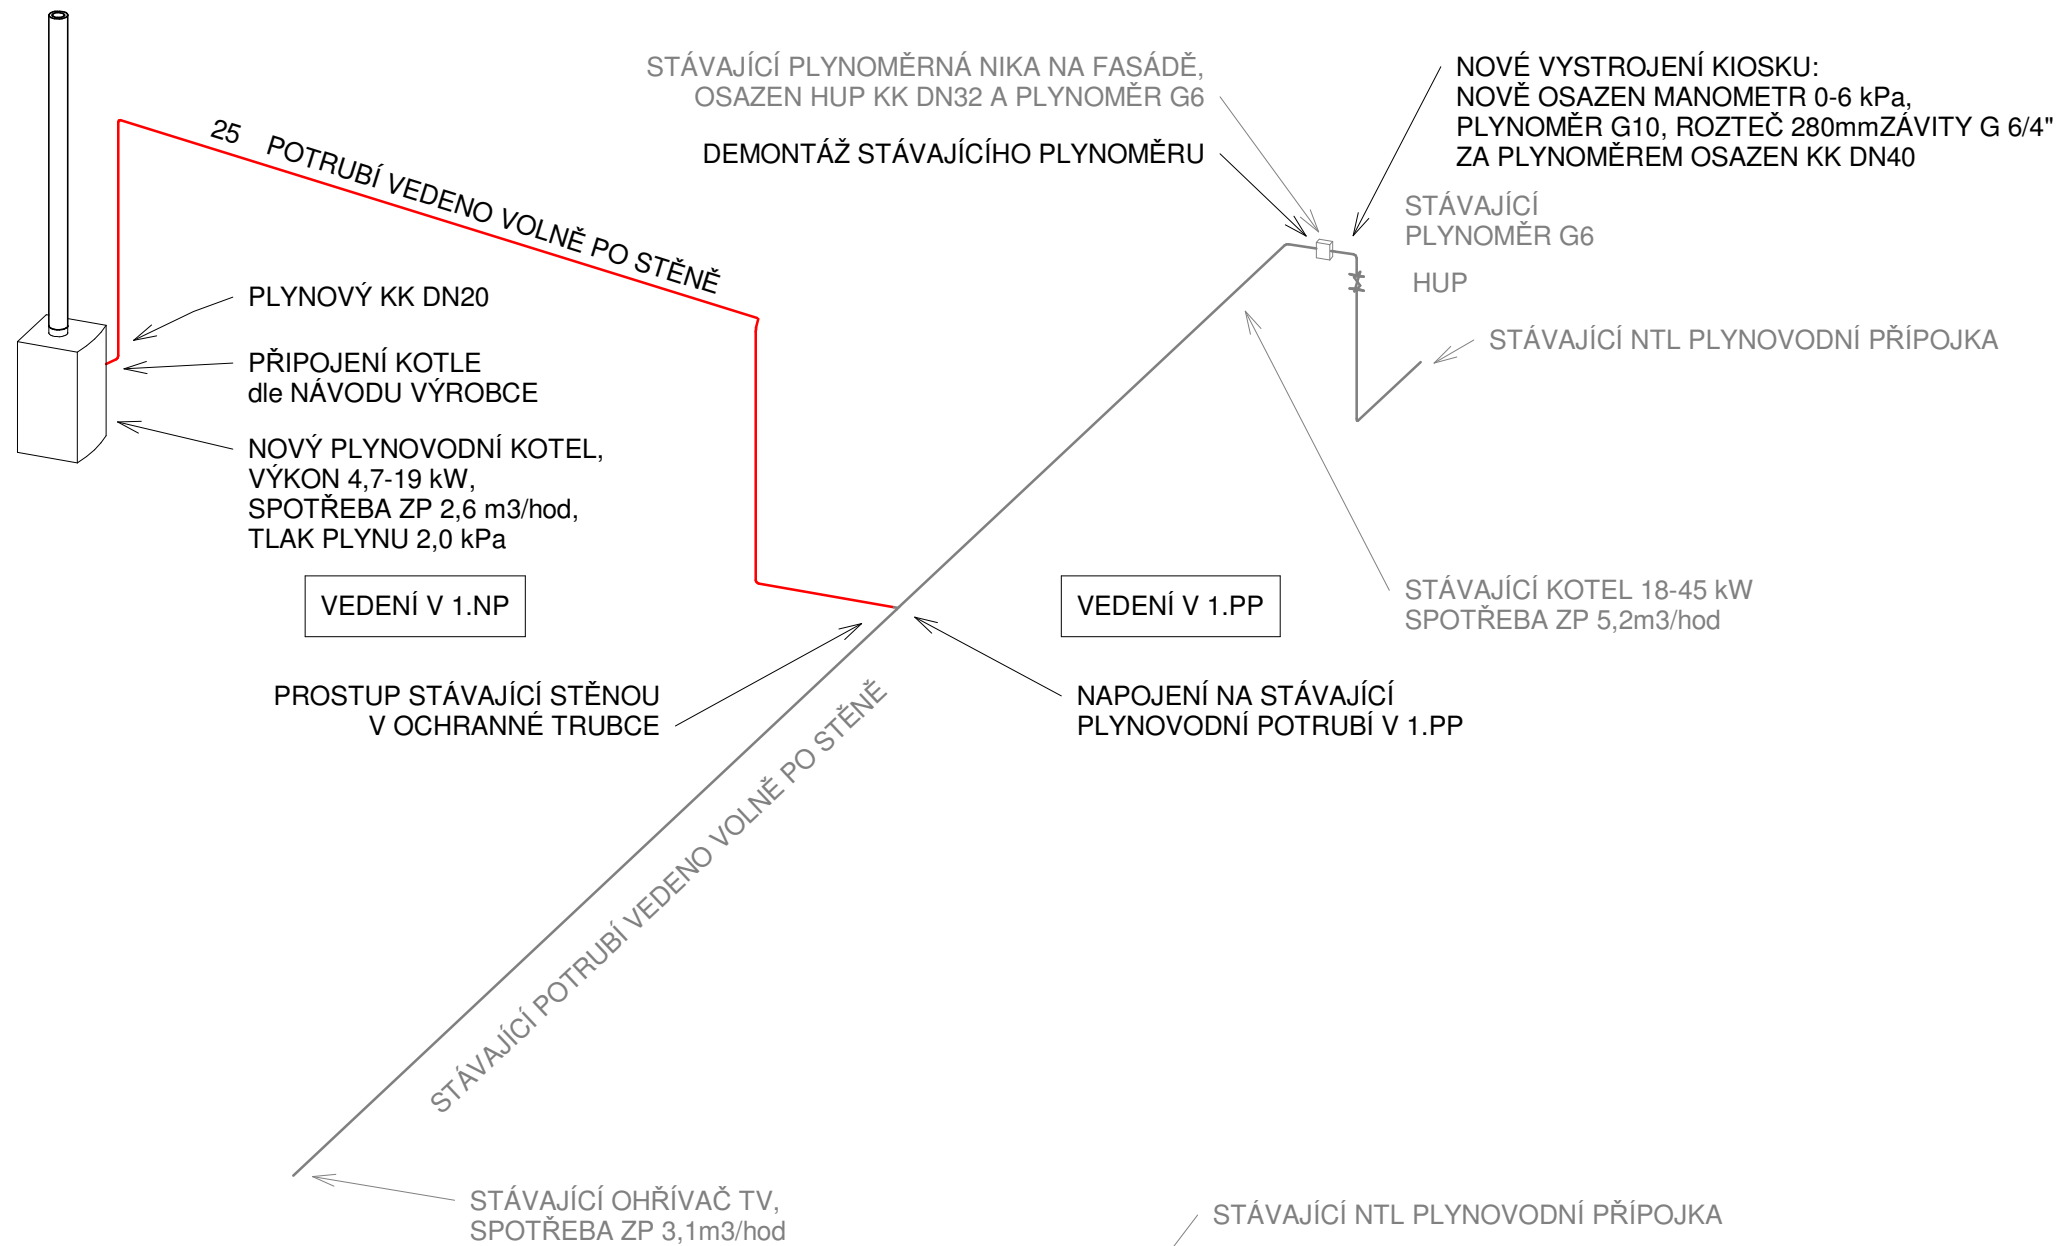 STÁVAJÍCÍ PLYNOMĚRNÁ NIKA NA FASÁDĚ,
OSAZEN HUP KK DN32 A PLYNOMĚR G6
DEMONTÁŽ STÁVAJÍCÍHO PLYNOMĚRU
NOVÉ VYSTROJENÍ KIOSKU:
NOVĚ OSAZEN MANOMETR 0-6 kPa,
PLYNOMĚR G10, ROZTEČ 280mmZÁVITY G 6/4"
ZA PLYNOMĚREM OSAZEN KK DN40
25 POTRUBÍ VEDENO VOLNĚ PO STĚNĚ
STÁVAJÍCÍ
PLYNOMĚR G6
HUP
STÁVAJÍCÍ NTL PLYNOVODNÍ PŘÍPOJKA
PLYNOVÝ KK DN20
PŘIPOJENÍ KOTLE
dle NÁVODU VÝROBCE
NOVÝ PLYNOVODNÍ KOTEL,
VÝKON 4,7-19 kW,
SPOTŘEBA ZP 2,6 m3/hod,
TLAK PLYNU 2,0 kPa
VEDENÍ V 1.NP
VEDENÍ V 1.PP
STÁVAJÍCÍ KOTEL 18-45 kW
SPOTŘEBA ZP 5,2m3/hod
PROSTUP STÁVAJÍCÍ STĚNOU
V OCHRANNÉ TRUBCE
NAPOJENÍ NA STÁVAJÍCÍ
PLYNOVODNÍ POTRUBÍ V 1.PP
STÁVAJÍCÍ POTRUBÍ VEDENO VOLNĚ PO STĚNĚ
STÁVAJÍCÍ OHŘÍVAČ TV,
SPOTŘEBA ZP 3,1m3/hod
STÁVAJÍCÍ NTL PLYNOVODNÍ PŘÍPOJKA